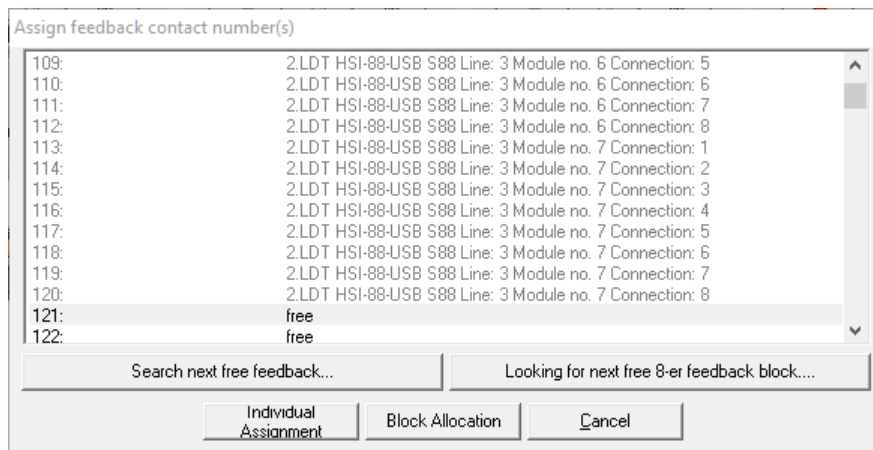 Assign feedback contact number(s)
109: 2.LDT HSI-88-USB S88 Line: 3 Module no. 6 Connection: 5
110: 2.LDT HSI-88-USB S88 Line: 3 Module no. 6 Connection: 6
111: 2.LDT HSI-88-USB S88 Line: 3 Module no. 6 Connection: 7
112: 2.LDT HSI-88-USB S88 Line: 3 Module no. 6 Connection: 8
113: 2.LDT HSI-88-USB S88 Line: 3 Module no. 7 Connection: 1
114: 2.LDT HSI-88-USB S88 Line: 3 Module no. 7 Connection: 2
115: 2.LDT HSI-88-USB S88 Line: 3 Module no. 7 Connection: 3
116: 2.LDT HSI-88-USB S88 Line: 3 Module no. 7 Connection: 4
117: 2.LDT HSI-88-USB S88 Line: 3 Module no. 7 Connection: 5
118: 2.LDT HSI-88-USB S88 Line: 3 Module no. 7 Connection: 6
119: 2.LDT HSI-88-USB S88 Line: 3 Module no. 7 Connection: 7
120: 2.LDT HSI-88-USB S88 Line: 3 Module no. 7 Connection: 8
121: free
122: free
Search next free feedback... Looking for next free 8-er feedback block....
Individual
Assignment
Block Allocation
Cancel